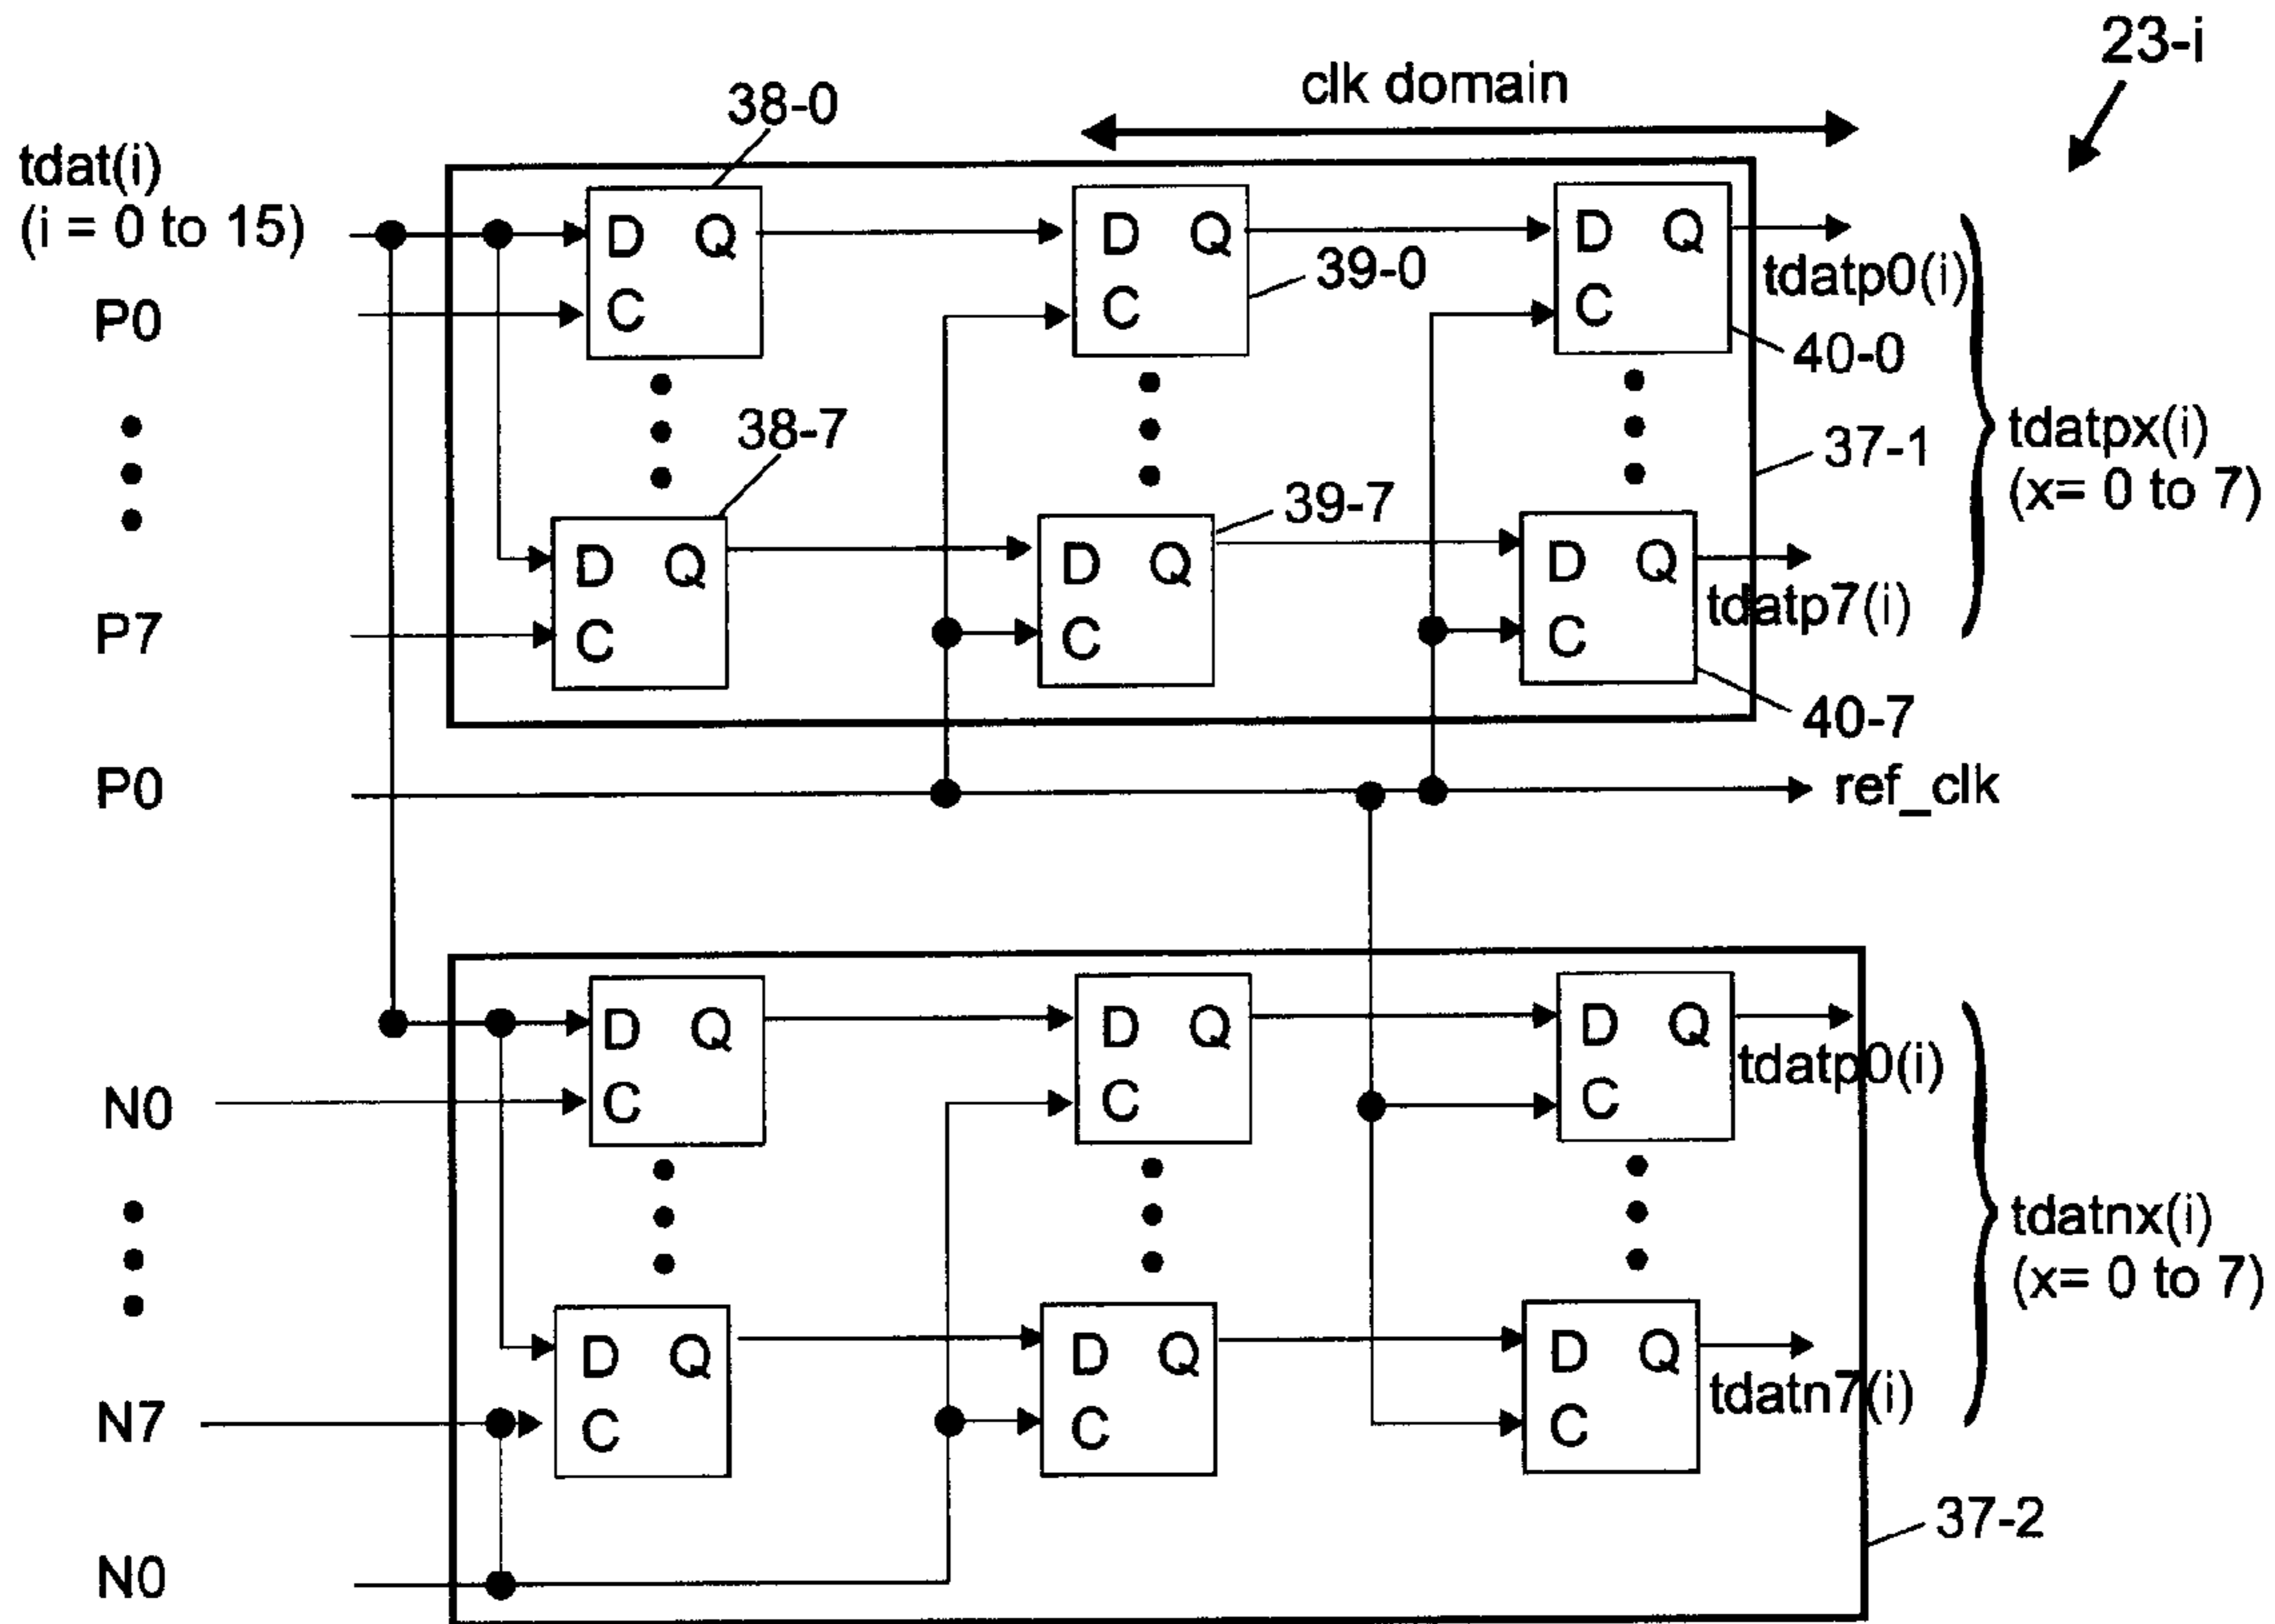 23-i
clk domain
38-0
tdat(i)
(i = 0 to 15)
D Q
C
D Q
C
D Q
C
39-0
tdatp0(i)
P0
40-0
38-7
37-1
tdatpx(i)
(x= 0 to 7)
39-7
D Q
C
D Q
C
D Q
C
tdatp7(i)
P7
40-7
P0
ref_clk
D Q
C
D Q
C
D Q
C
tdatp0(i)
N0
tdatnx(i)
(x= 0 to 7)
D Q
C
D Q
C
D Q
C
tdatn7(i)
N7
37-2
N0